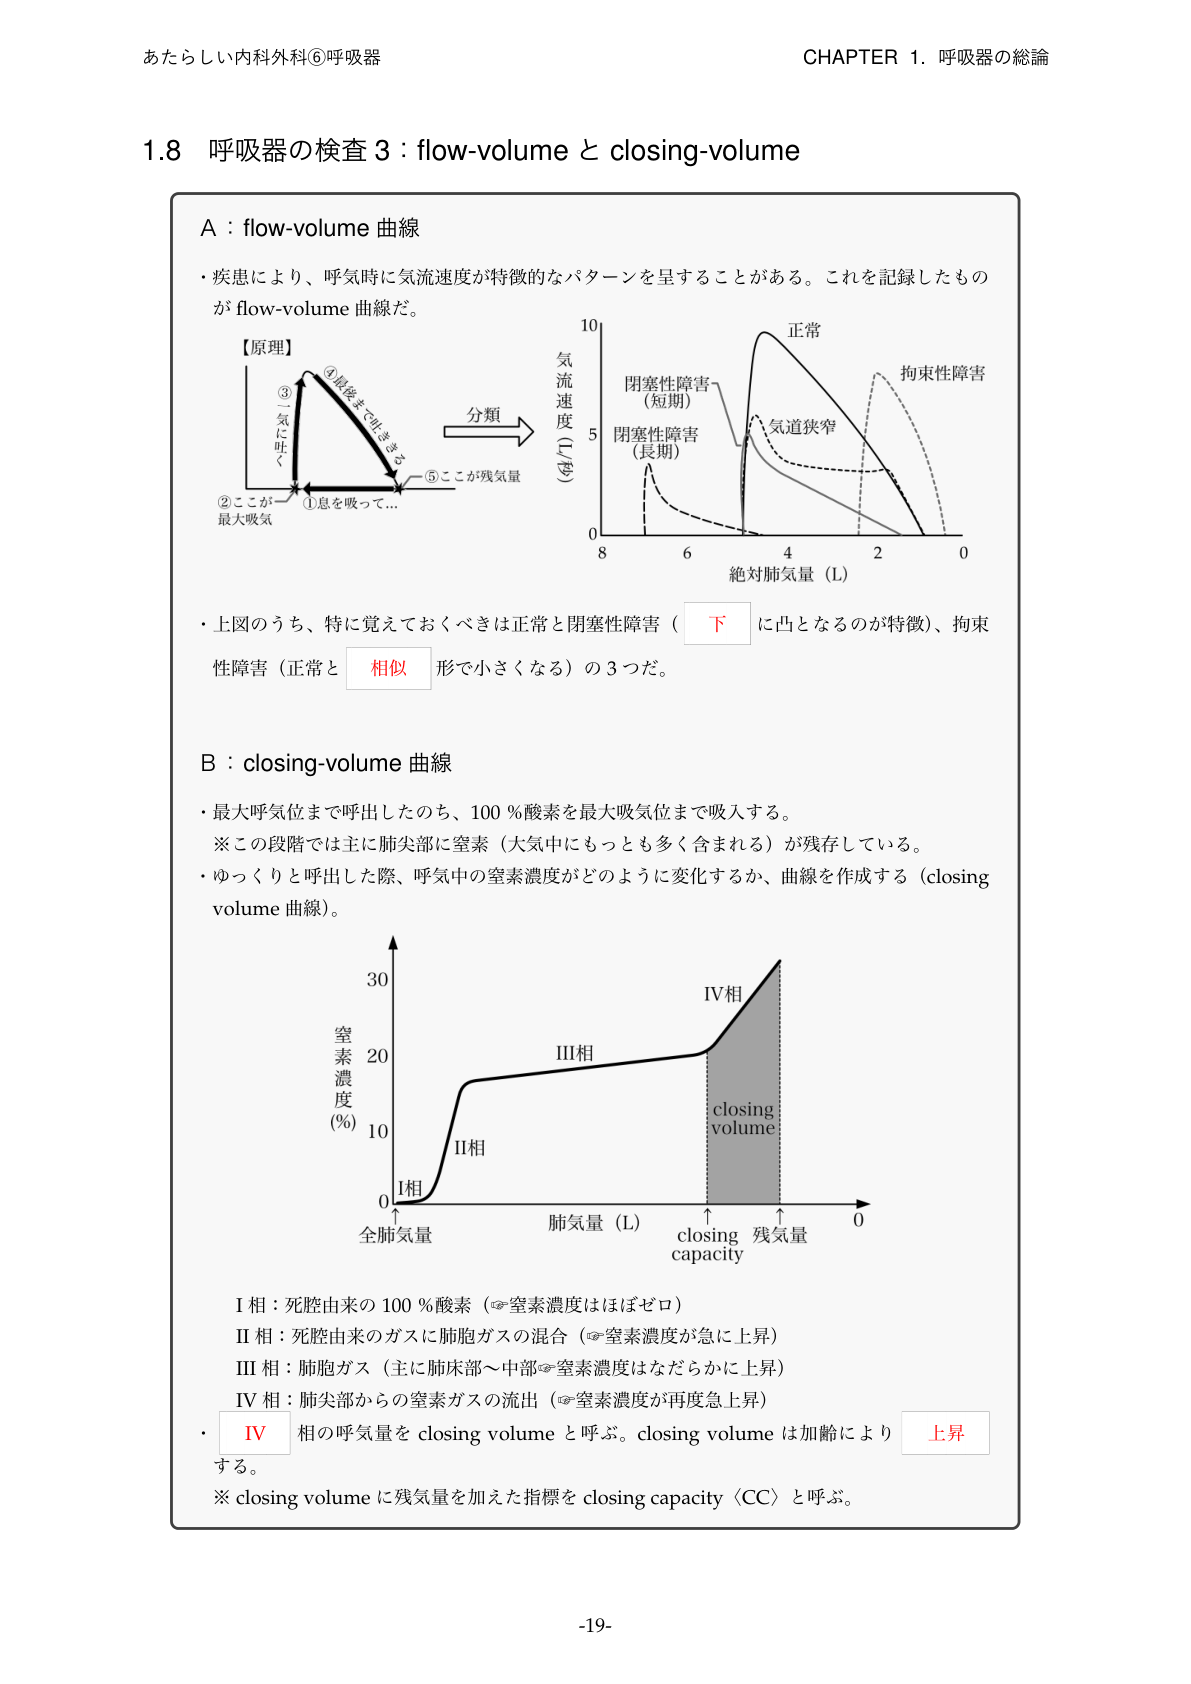 あたらしい内科外科⑥呼吸器
CHAPTER 1. 呼吸器の総論
1.8 呼吸器の検査 3：flow-volume と closing-volume
A：flow-volume 曲線
・疾患により、呼気時に気流速度が特徴的なパターンを呈することがある。これを記録したもの
が flow-volume 曲線だ。
【原理】
③一気に吐く
④最後まで吐ききる
⑤ここが残気量
②ここが
最大吸気
①息を吸って...
分類
気流速度（L/秒）
10
5
0
正常
拘束性障害
閉塞性障害
（短期）
気道狭窄
閉塞性障害
（長期）
8 6 4 2 0
絶対肺気量（L）
・上図のうち、特に覚えておくべきは正常と閉塞性障害（ 下 に凸となるのが特徴）、拘束
性障害（正常と 相似 形で小さくなる）の 3 つだ。
B：closing-volume 曲線
・最大呼気位まで呼出したのち、100 %酸素を最大吸気位まで吸入する。
※この段階では主に肺尖部に窒素（大気中にもっとも多く含まれる）が残存している。
・ゆっくりと呼出した際、呼気中の窒素濃度がどのように変化するか、曲線を作成する（closing
volume 曲線）。
窒素濃度(%)
30
20
10
0
I相
II相
III相
IV相
closing
volume
全肺気量
肺気量（L）
closing
capacity
残気量
0
I 相：死腔由来の 100 %酸素（☞窒素濃度はほぼゼロ）
II 相：死腔由来のガスに肺胞ガスの混合（☞窒素濃度が急に上昇）
III 相：肺胞ガス（主に肺床部〜中部☞窒素濃度はなだらかに上昇）
IV 相：肺尖部からの窒素ガスの流出（☞窒素濃度が再度急上昇）
・ IV 相の呼気量を closing volume と呼ぶ。closing volume は加齢により 上昇
する。
※ closing volume に残気量を加えた指標を closing capacity〈CC〉と呼ぶ。
-19-